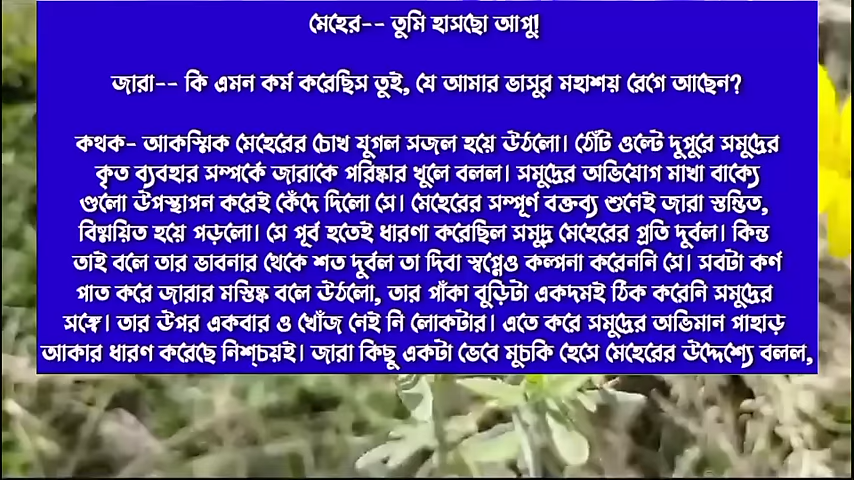 মেহের-- তুমি হাসছো আপু!
জারা-- কি এমন কর্ম করেছিস তুই, যে আমার ভাসুর মহাশয় রেগে আছেন?
কথক- আকস্মিক মেহেরের চোখ যুগল সজল হয়ে উঠলো। ঠোঁট ওল্টে দুপুরে সমুদ্রের
কৃত ব্যবহার সম্পর্কে জারাকে পরিষ্কার খুলে বলল। সমুদ্রের অভিযোগ মাখা বাক্যে
গুলো উপস্থাপন করেই কেঁদে দিলো সে। মেহেরের সম্পূর্ণ বক্তব্য শুনেই জারা স্তম্ভিত,
বিষ্ময়িত হয়ে পড়লো। সে পূর্ব হতেই ধারণা করেছিল সমুদ্র মেহেরের প্রতি দুর্বল। কিন্ত
তাই বলে তার ভাবনার থেকে শত দুর্বল তা দিবা স্বপ্নেও কল্পনা করেননি সে। সবটা কর্ণ
পাত করে জারার মস্তিষ্ক বলে উঠলো, তার পাঁকা বুড়িটা একদমই ঠিক করেনি সমুদ্রের
সঙ্গে। তার উপর একবার ও খোঁজ নেই নি লোকটার। এতে করে সমুদ্রের অভিমান পাহাড়
আকার ধারণ করেছে নিশ্চয়ই। জারা কিছু একটা ভেবে মুচকি হেসে মেহেরের উদ্দেশ্যে বলল,